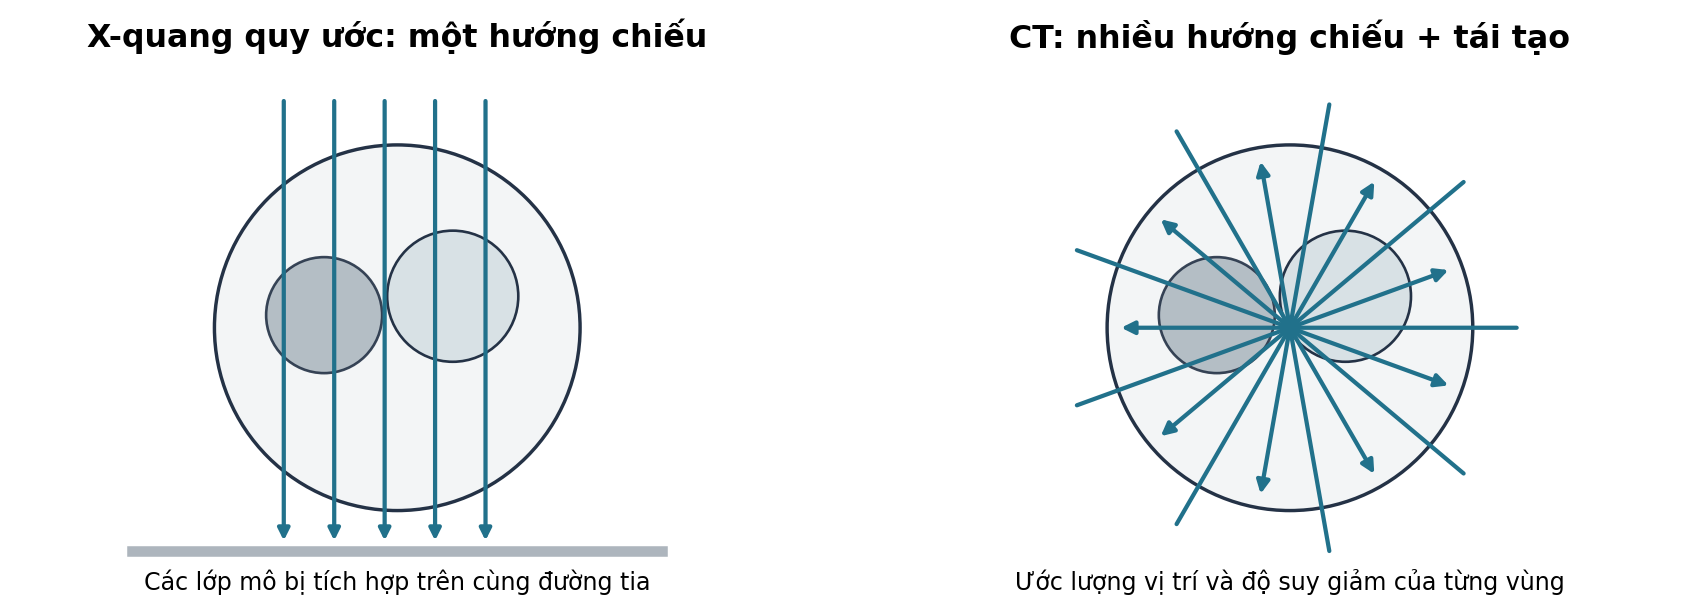 X-quang quy ước: một hướng chiếu
CT: nhiều hướng chiếu + tái tạo
Các lớp mô bị tích hợp trên cùng đường tia
Ước lượng vị trí và độ suy giảm của từng vùng